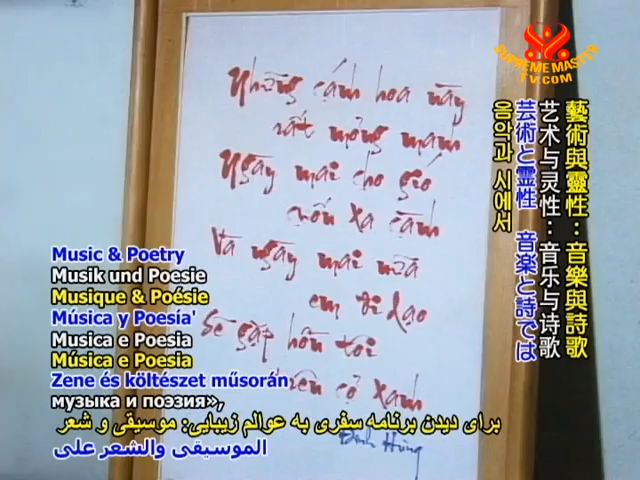 SUPREME MASTER
TV.COM
Những cánh hoa này
rất mỏng manh
Ngày mai cho gió
cuốn xa cành
Và ngày mai nữa
em đi dạo
Sẽ gặp hồn tôi
trên cỏ xanh
Đinh Hùng
藝術與靈性：音樂與詩歌
艺术与灵性：音乐与诗歌
芸術と霊性 音楽と詩では
음악과 시에서
Music & Poetry
Musik und Poesie
Musique & Poésie
Música y Poesía'
Musica e Poesia
Música e Poesia
Zene és költészet műsorán
музыка и поэзия»,
برای دیدن برنامه سفری به عوالم زیبایی: موسیقی و شعر
الموسيقى والشعر على